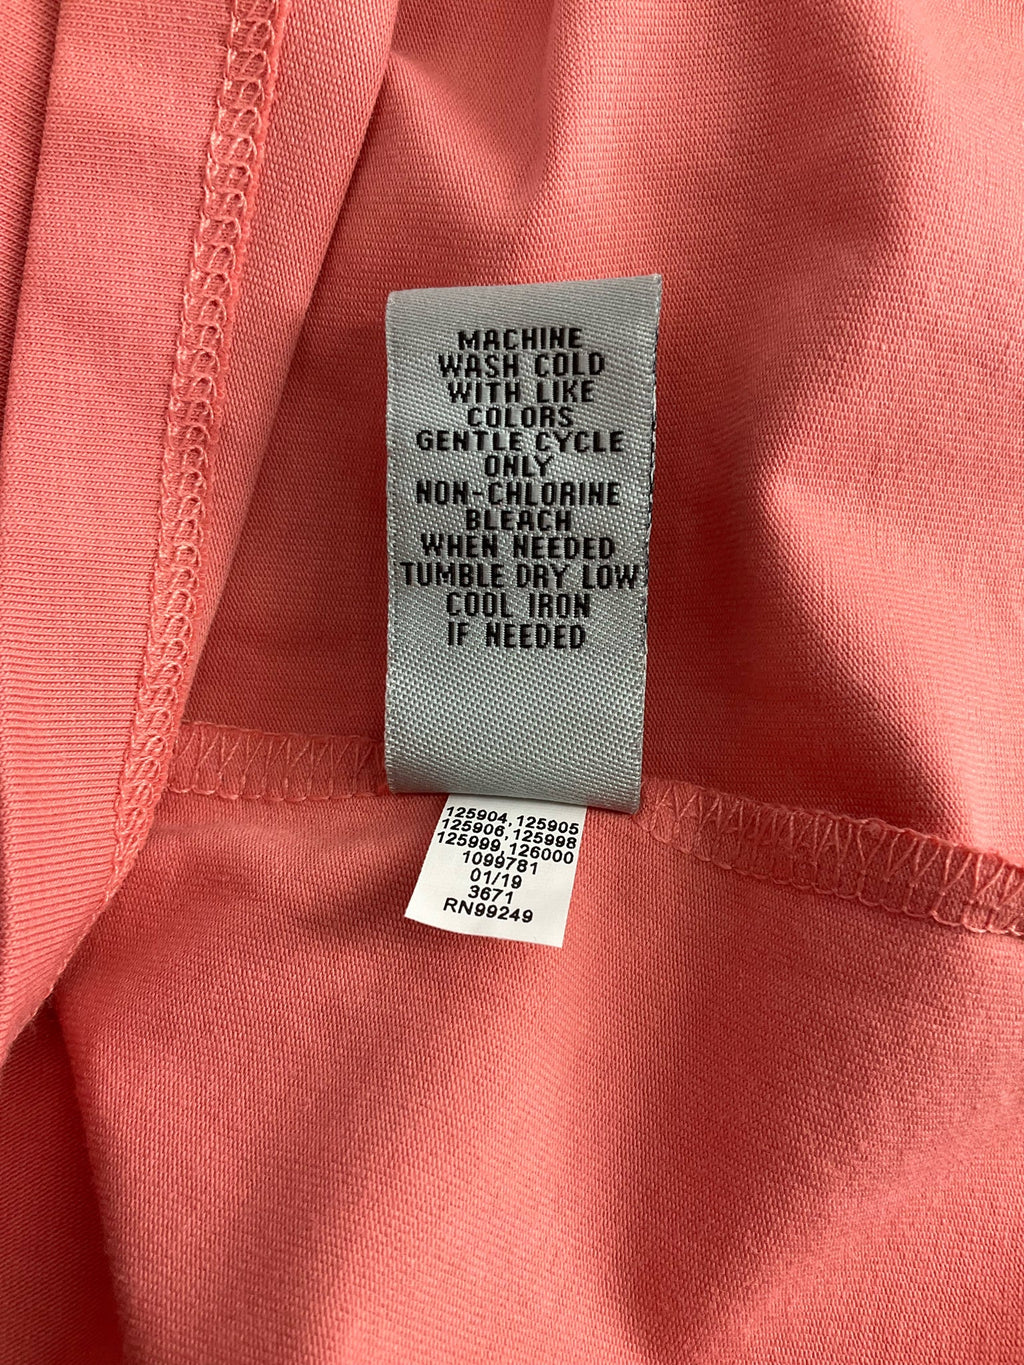 MACHINE
WASH COLD
WITH LIKE
COLORS
GENTLE CYCLE
ONLY
NON-CHLORINE
BLEACH
WHEN NEEDED
TUMBLE DRY LOW
COOL IRON
IF NEEDED
125904, 125905
125906, 125998
125999, 126000
1099781
01/19
3671
RN99249